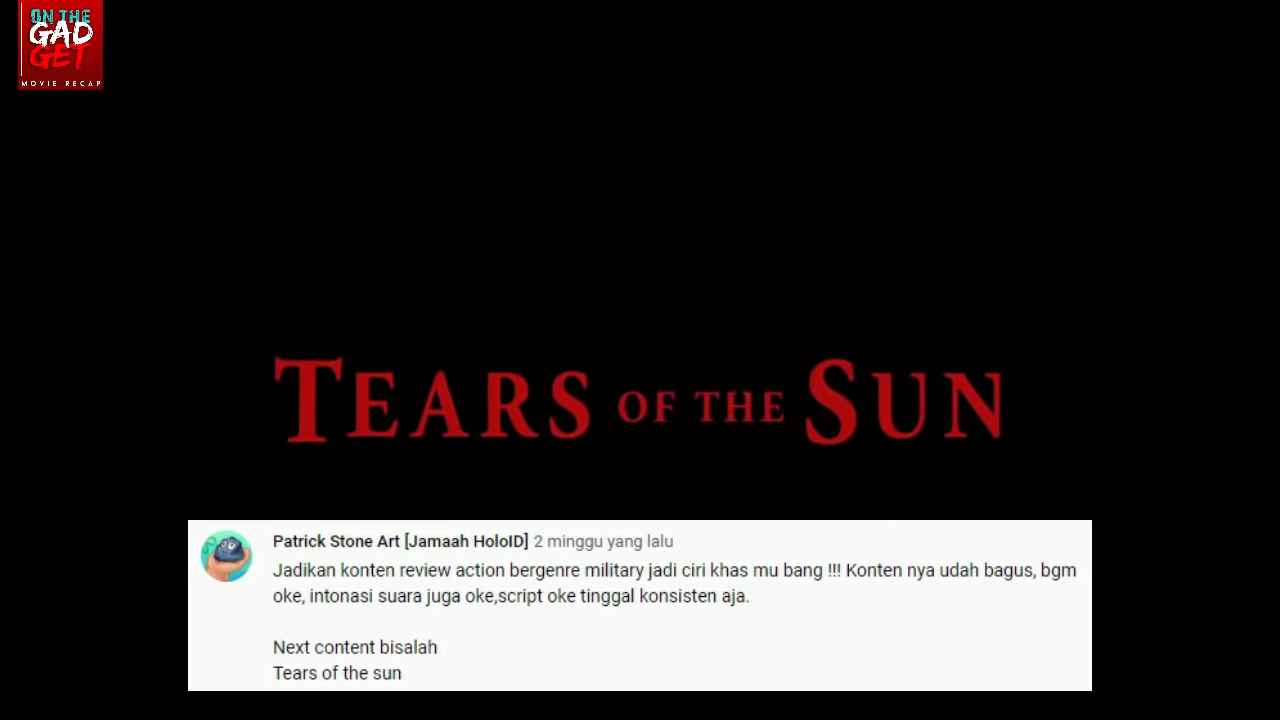 ON THE
GAD
GET
MOVIE RECAP
TEARS OF THE SUN
Patrick Stone Art [Jamaah HoloID] 2 minggu yang lalu
Jadikan konten review action bergenre military jadi ciri khas mu bang !!! Konten nya udah bagus, bgm
oke, intonasi suara juga oke,script oke tinggal konsisten aja.
Next content bisalah
Tears of the sun